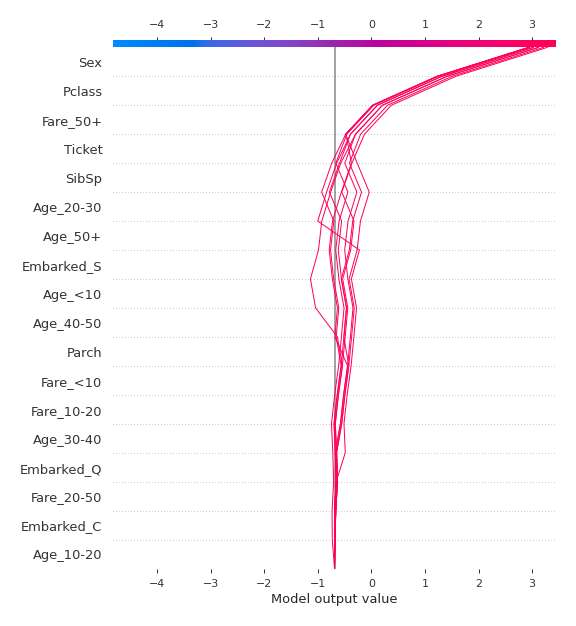 −4 −3 −2 −1 0 1 2 3
Sex
Pclass
Fare_50+
Ticket
SibSp
Age_20-30
Age_50+
Embarked_S
Age_<10
Age_40-50
Parch
Fare_<10
Fare_10-20
Age_30-40
Embarked_Q
Fare_20-50
Embarked_C
Age_10-20
−4 −3 −2 −1 0 1 2 3
Model output value